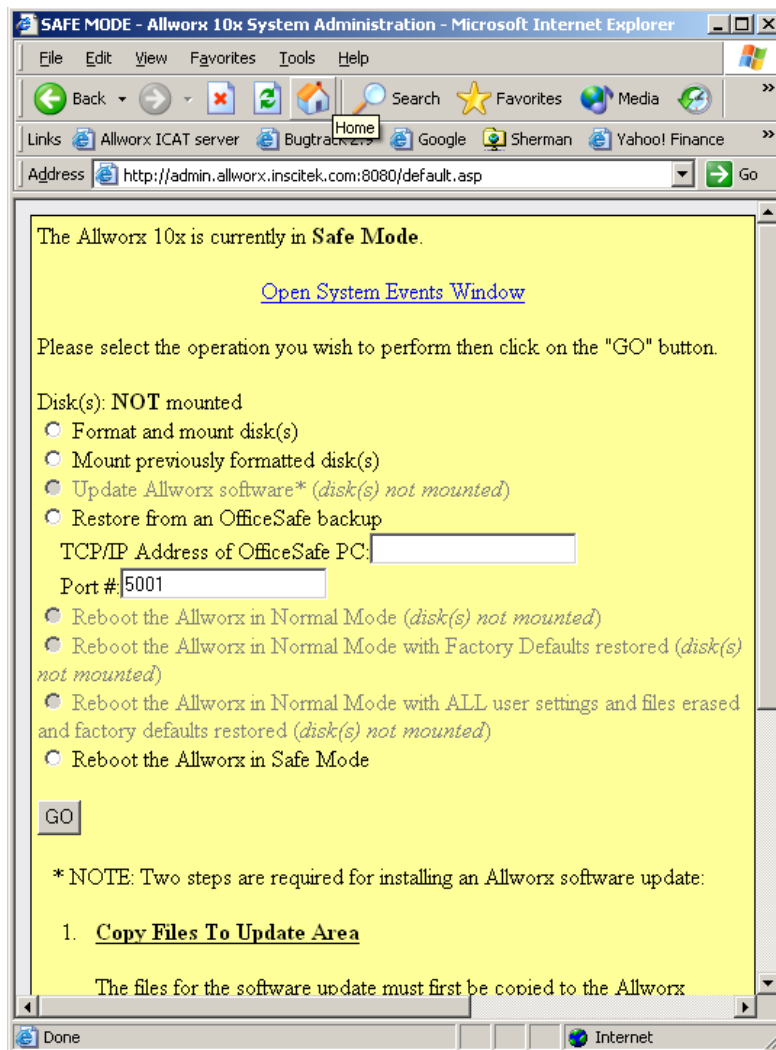 SAFE MODE - Allworx 10x System Administration - Microsoft Internet Explorer
File Edit View Favorites Tools Help
Back Search Favorites Media »
Links Allworx ICAT server Bugtrack 2.9 Google Sherman Yahoo! Finance »
Home
Address http://admin.allworx.inscitek.com:8080/default.asp Go
The Allworx 10x is currently in Safe Mode.
Open System Events Window
Please select the operation you wish to perform then click on the "GO" button.
Disk(s): NOT mounted
Format and mount disk(s)
Mount previously formatted disk(s)
Update Allworx software* (disk(s) not mounted)
Restore from an OfficeSafe backup
TCP/IP Address of OfficeSafe PC:
Port #: 5001
Reboot the Allworx in Normal Mode (disk(s) not mounted)
Reboot the Allworx in Normal Mode with Factory Defaults restored (disk(s)
not mounted)
Reboot the Allworx in Normal Mode with ALL user settings and files erased
and factory defaults restored (disk(s) not mounted)
Reboot the Allworx in Safe Mode
GO
* NOTE: Two steps are required for installing an Allworx software update:
1. Copy Files To Update Area
The files for the software update must first be copied to the Allworx
Done Internet